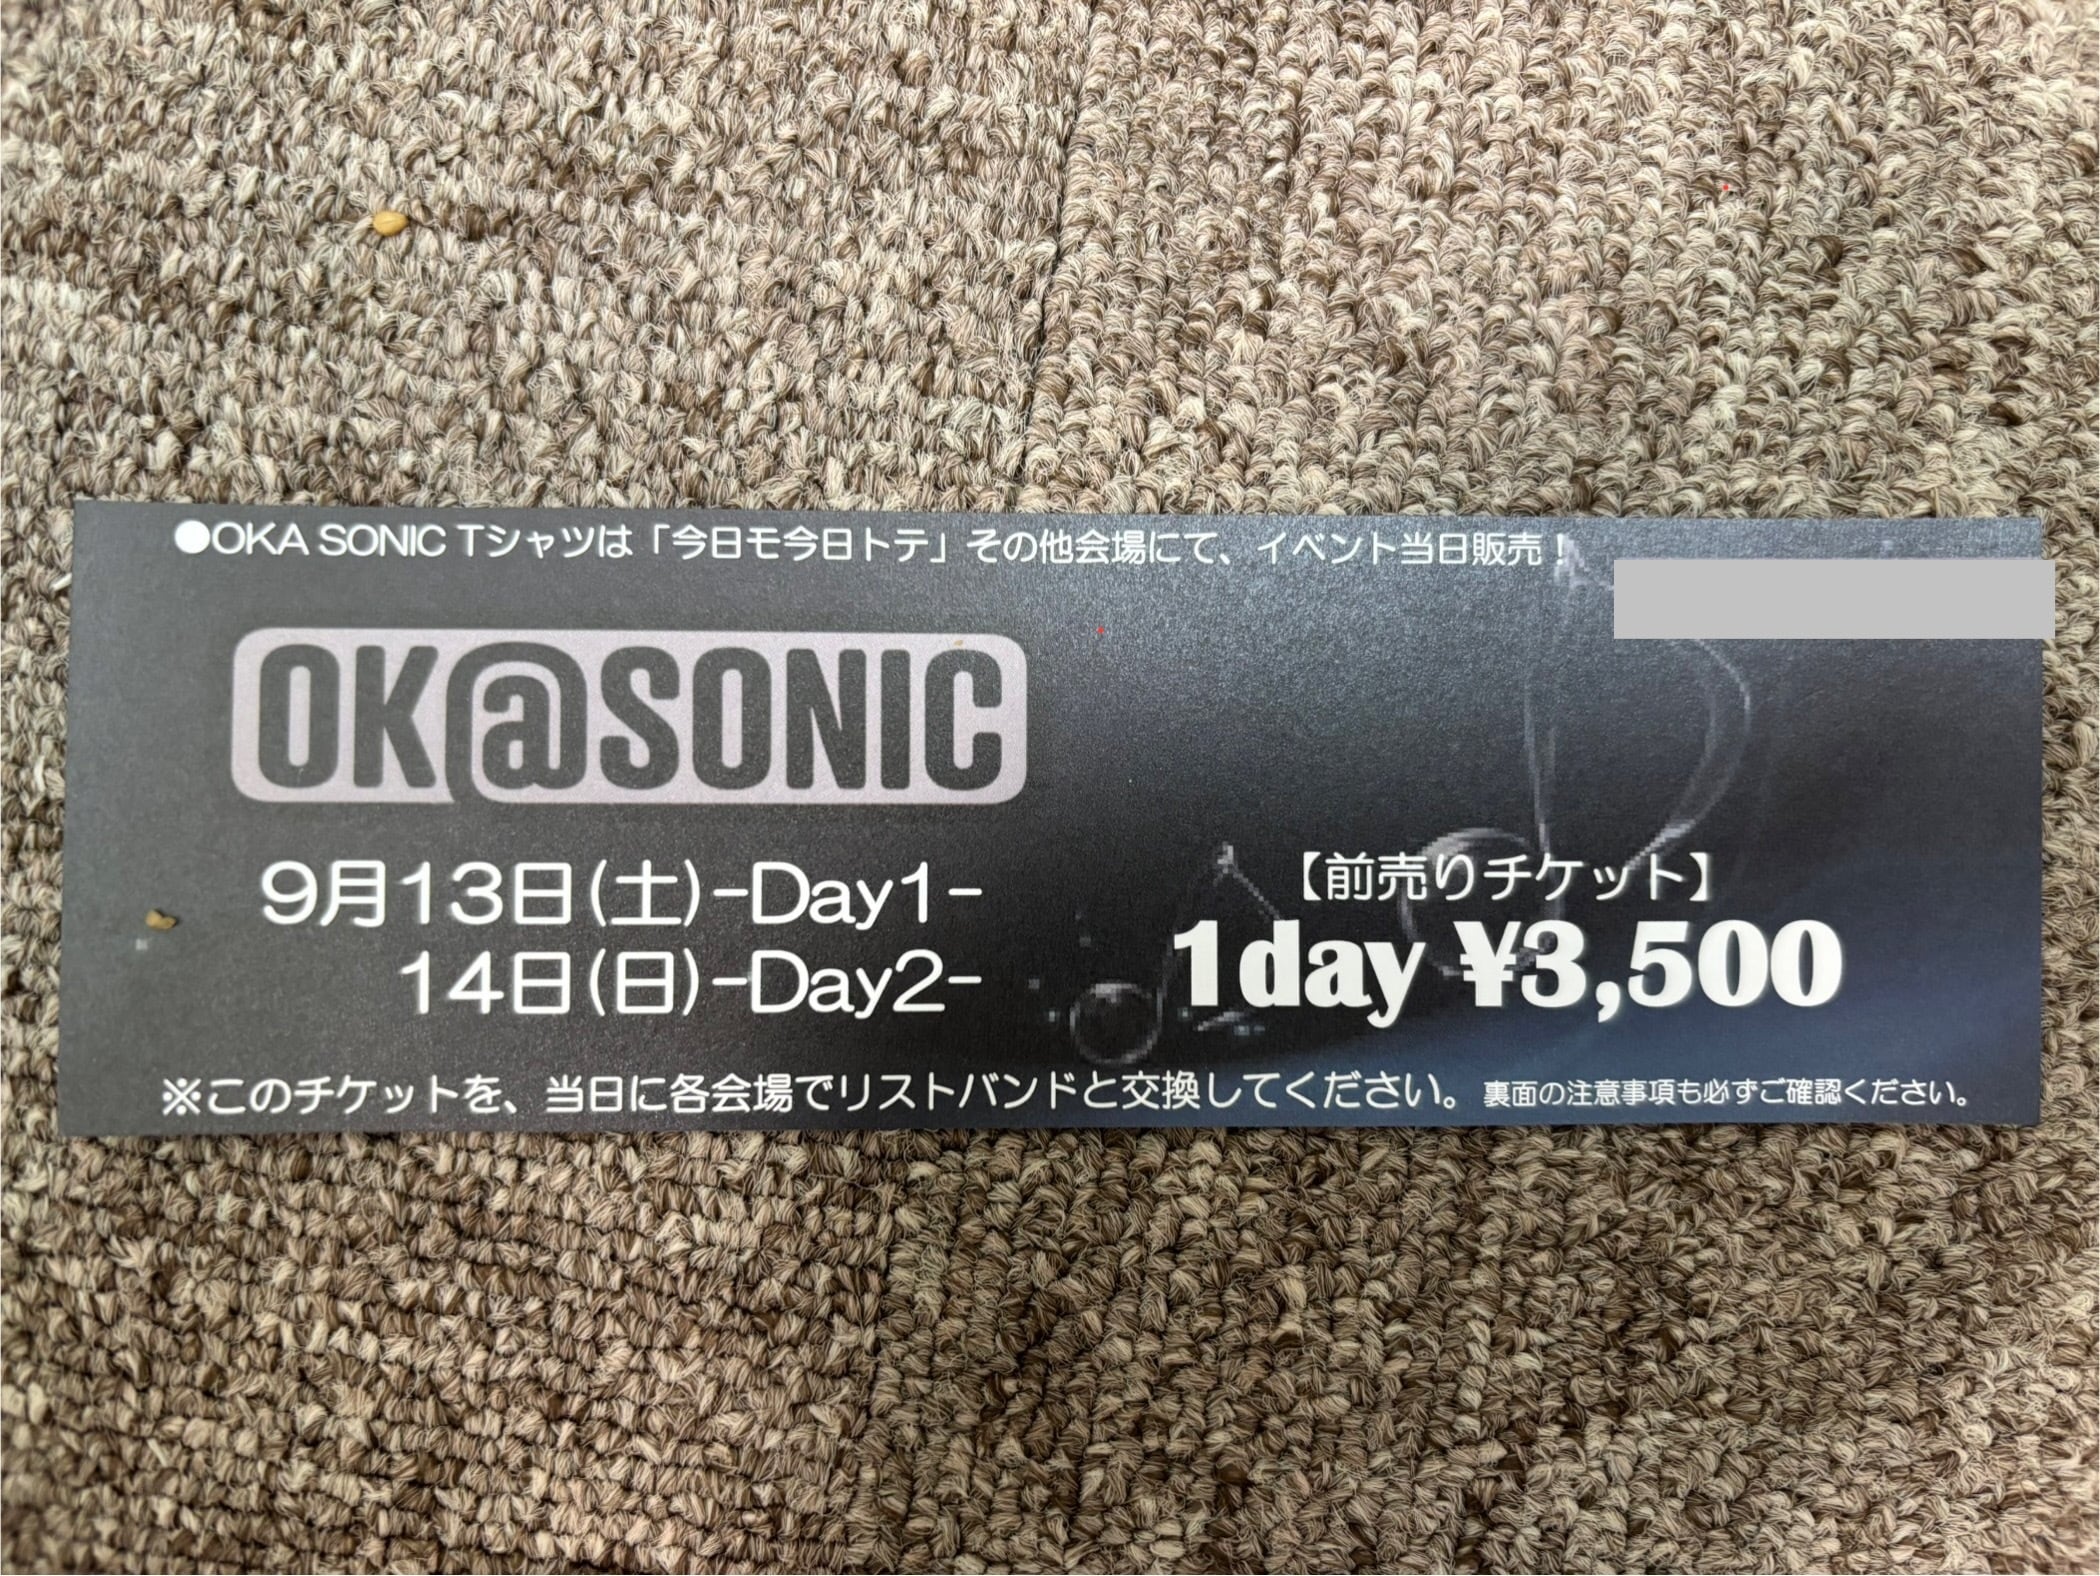 ●OKA SONIC Tシャツは「今日モ今日トテ」その他会場にて、イベント当日販売！
OK@SONIC
9月13日(土)-Day1-
14日(日)-Day2-
【前売りチケット】
1day ¥3,500
※このチケットを、当日に各会場でリストバンドと交換してください。裏面の注意事項も必ずご確認ください。